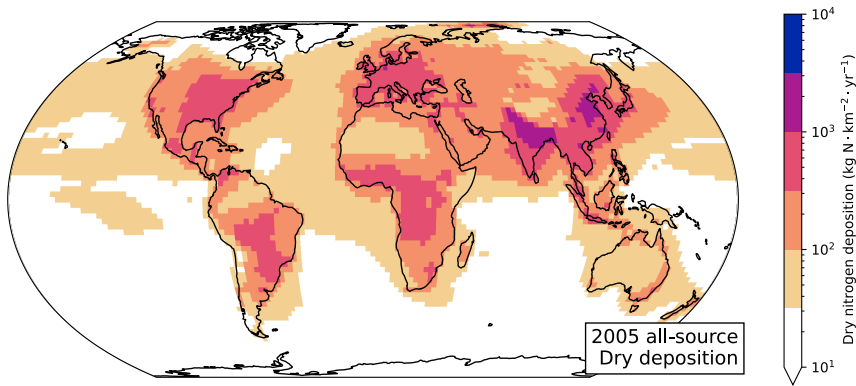 2005 all-source
Dry deposition
10⁴
10³
10²
10¹
Dry nitrogen deposition (kg N· km⁻²· yr⁻¹)